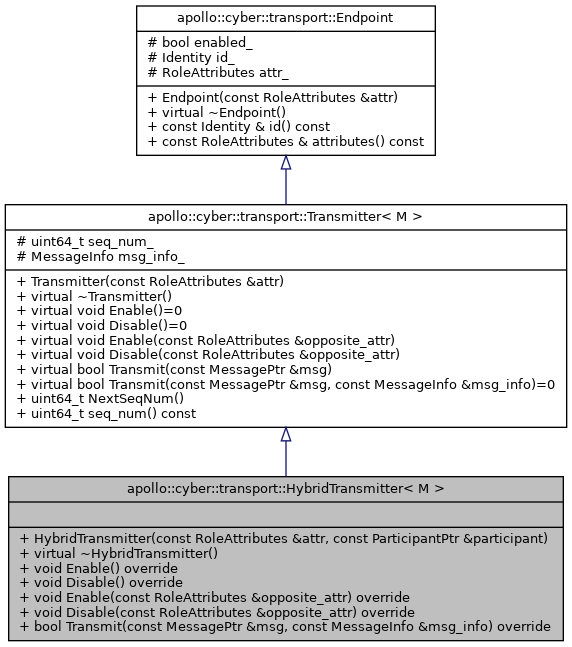 apollo::cyber::transport::Endpoint
# bool enabled_
# Identity id_
# RoleAttributes attr_
+ Endpoint(const RoleAttributes &attr)
+ virtual ~Endpoint()
+ const Identity & id() const
+ const RoleAttributes & attributes() const
apollo::cyber::transport::Transmitter< M >
# uint64_t seq_num_
# MessageInfo msg_info_
+ Transmitter(const RoleAttributes &attr)
+ virtual ~Transmitter()
+ virtual void Enable()=0
+ virtual void Disable()=0
+ virtual void Enable(const RoleAttributes &opposite_attr)
+ virtual void Disable(const RoleAttributes &opposite_attr)
+ virtual bool Transmit(const MessagePtr &msg)
+ virtual bool Transmit(const MessagePtr &msg, const MessageInfo &msg_info)=0
+ uint64_t NextSeqNum()
+ uint64_t seq_num() const
apollo::cyber::transport::HybridTransmitter< M >
+ HybridTransmitter(const RoleAttributes &attr, const ParticipantPtr &participant)
+ virtual ~HybridTransmitter()
+ void Enable() override
+ void Disable() override
+ void Enable(const RoleAttributes &opposite_attr) override
+ void Disable(const RoleAttributes &opposite_attr) override
+ bool Transmit(const MessagePtr &msg, const MessageInfo &msg_info) override